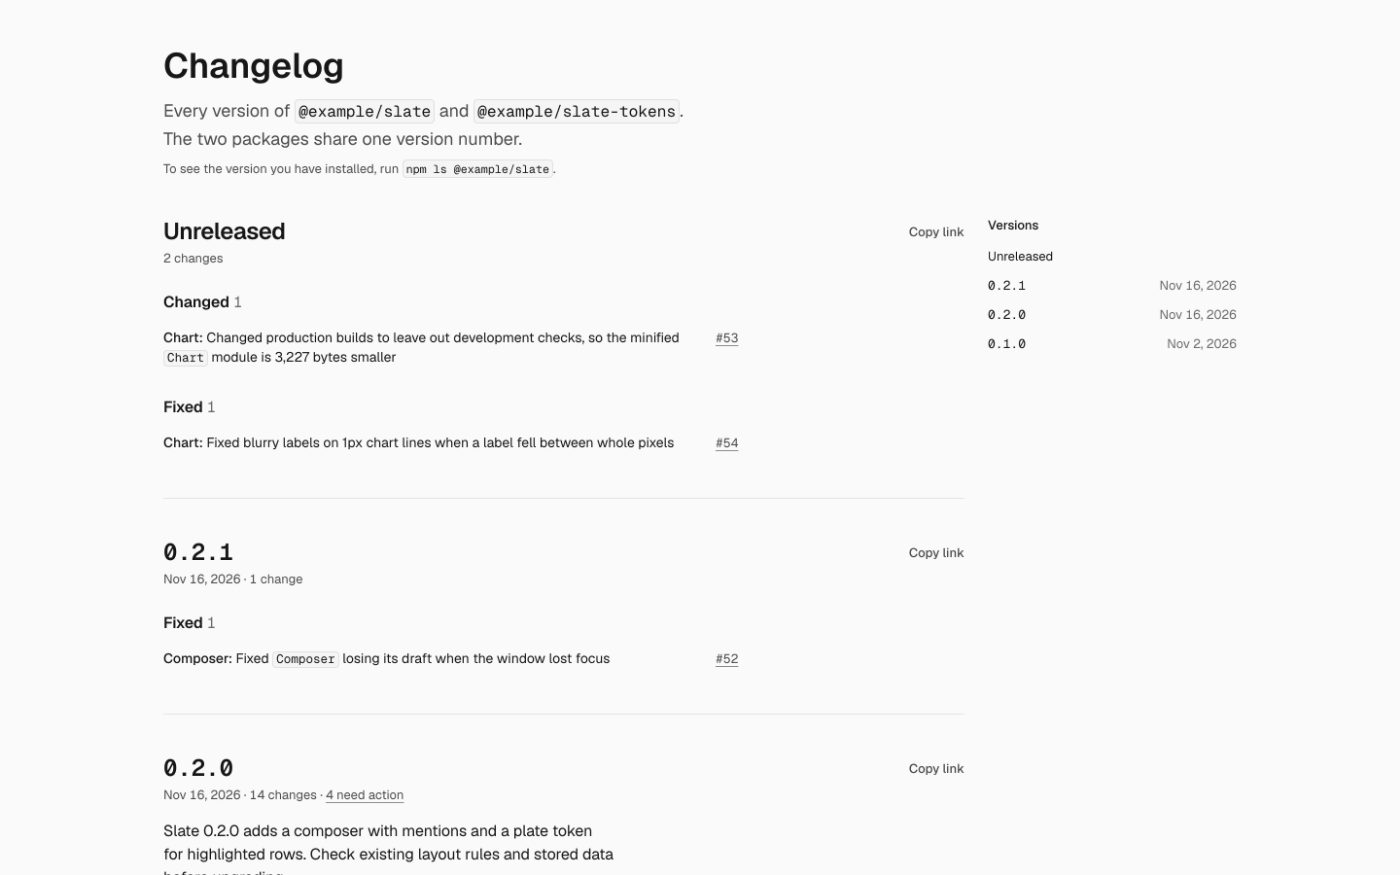 Changelog
Every version of @example/slate and @example/slate-tokens.
The two packages share one version number.
To see the version you have installed, run npm ls @example/slate.
Unreleased
Copy link
2 changes
Changed 1
Chart: Changed production builds to leave out development checks, so the minified
Chart module is 3,227 bytes smaller
#53
Fixed 1
Chart: Fixed blurry labels on 1px chart lines when a label fell between whole pixels
#54
0.2.1
Copy link
Nov 16, 2026 · 1 change
Fixed 1
Composer: Fixed Composer losing its draft when the window lost focus
#52
0.2.0
Copy link
Nov 16, 2026 · 14 changes · 4 need action
Slate 0.2.0 adds a composer with mentions and a plate token
for highlighted rows. Check existing layout rules and stored data
Versions
Unreleased
0.2.1 Nov 16, 2026
0.2.0 Nov 16, 2026
0.1.0 Nov 2, 2026